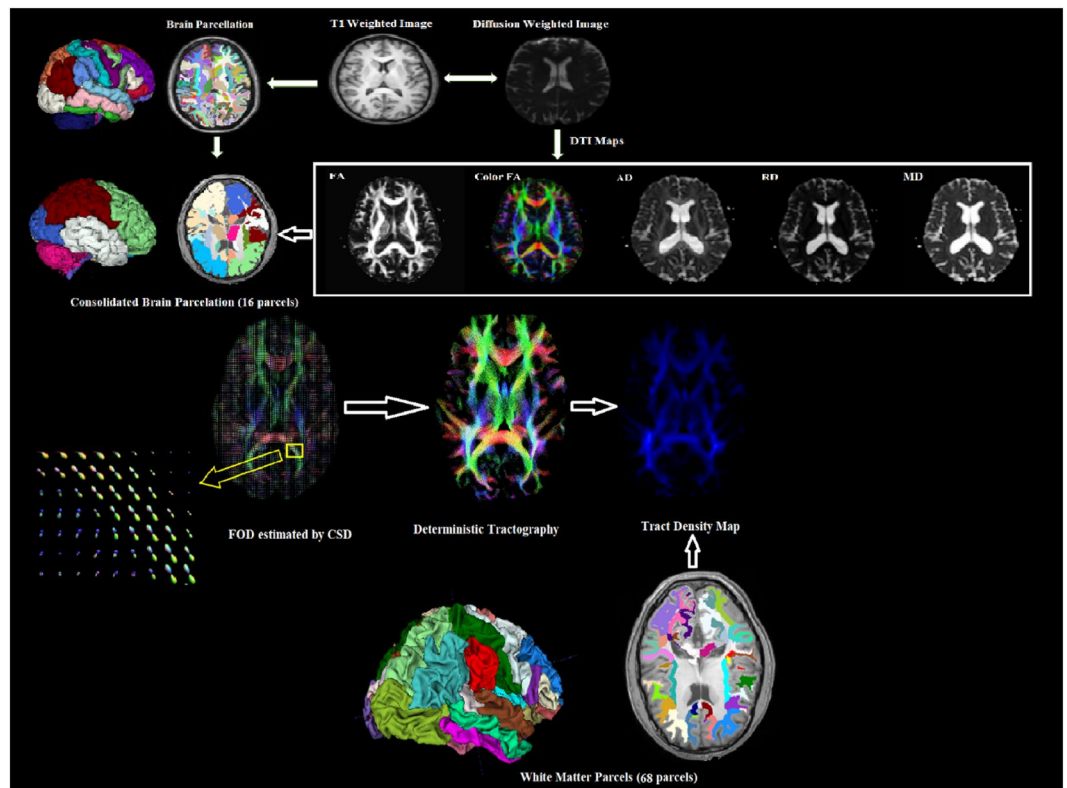 Brain Parcellation
T1 Weighted Image
Diffusion Weighted Image
DTI Maps
FA
Color FA
AD
RD
MD
Consolidated Brain Parcelation (16 parcels)
FOD estimated by CSD
Deterministic Tractography
Tract Density Map
White Matter Parcels (68 parcels)